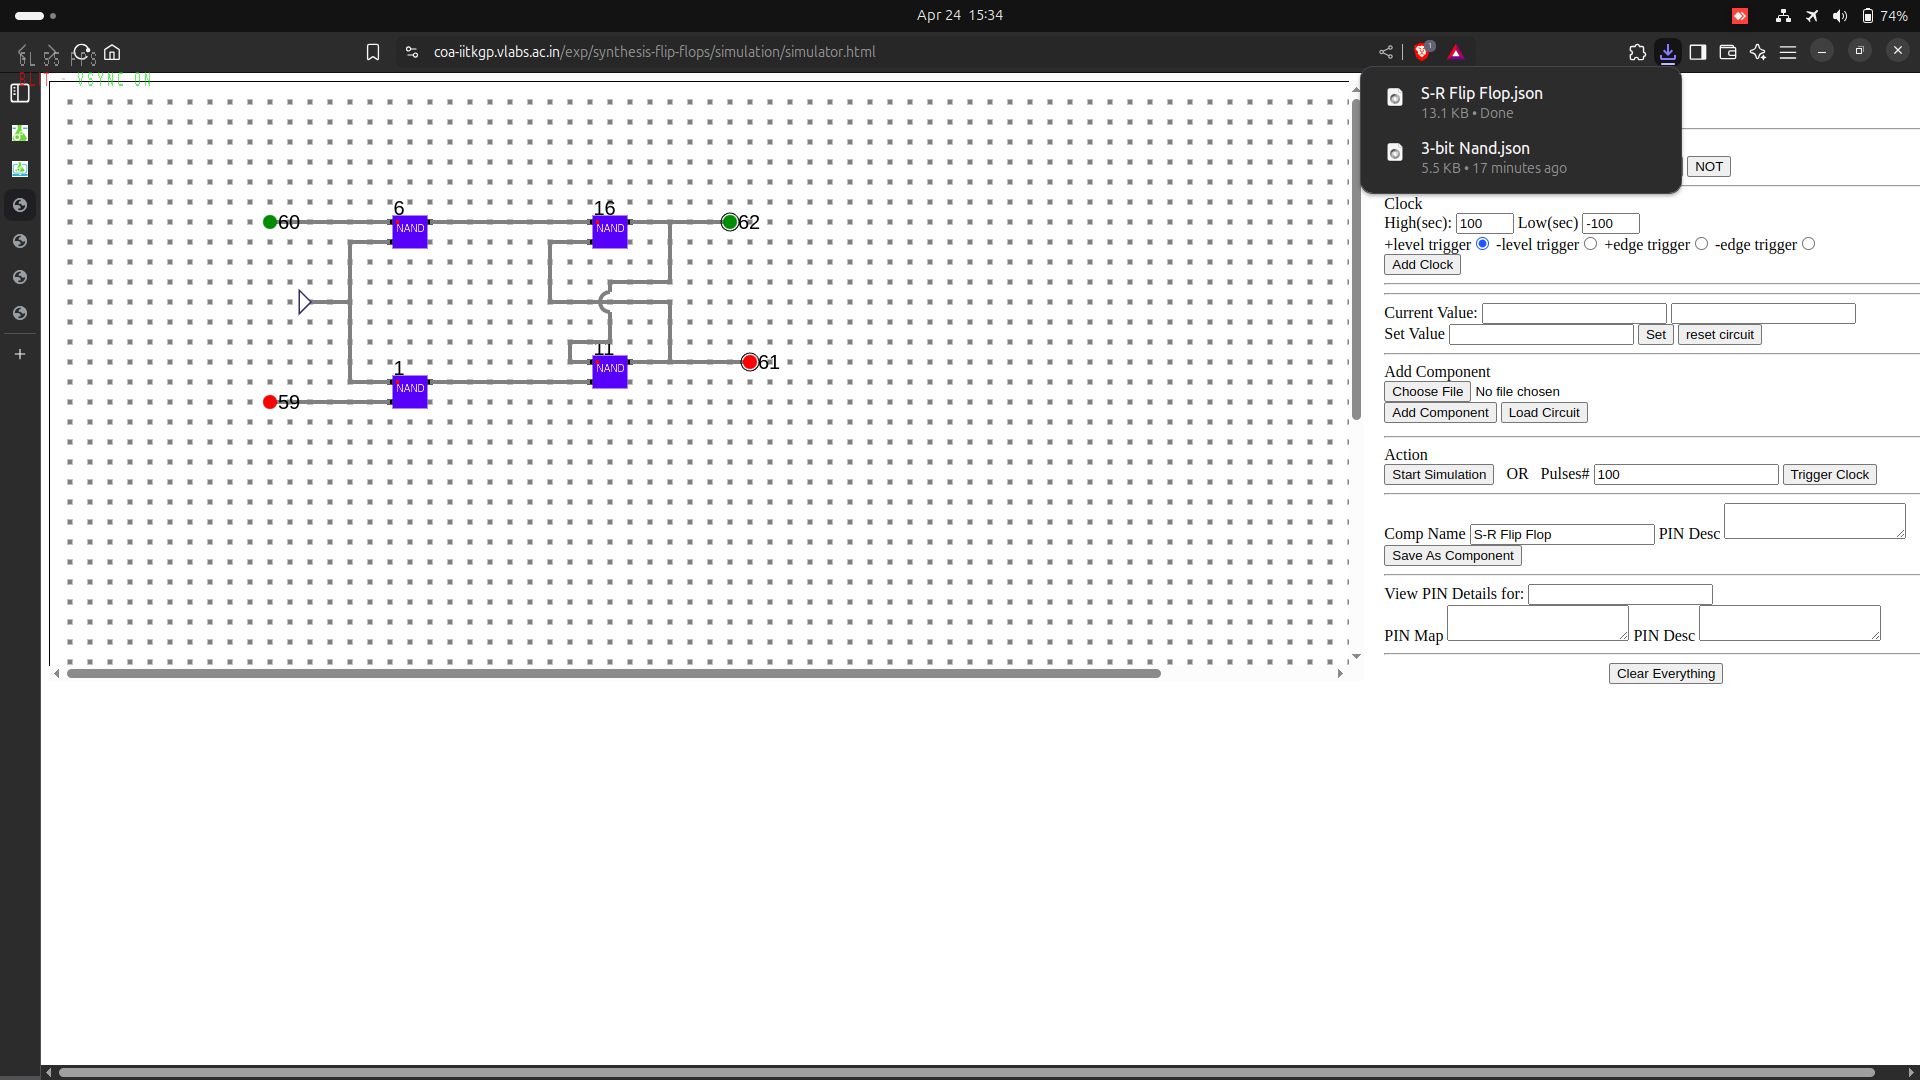 Apr 24 15:34
74%
coa-iitkgp.vlabs.ac.in/exp/synthesis-flip-flops/simulation/simulator.html
1
VSYNC ON
S-R Flip Flop.json
13.1 KB • Done
3-bit Nand.json
5.5 KB • 17 minutes ago
NOT
60
6
NAND
16
NAND
62
1
NAND
11
NAND
61
59
Clock
High(sec): 100 Low(sec) -100
+level trigger -level trigger +edge trigger -edge trigger
Add Clock
Current Value:
Set Value Set reset circuit
Add Component
Choose File No file chosen
Add Component Load Circuit
Action
Start Simulation OR Pulses# 100 Trigger Clock
Comp Name S-R Flip Flop PIN Desc
Save As Component
View PIN Details for:
PIN Map PIN Desc
Clear Everything